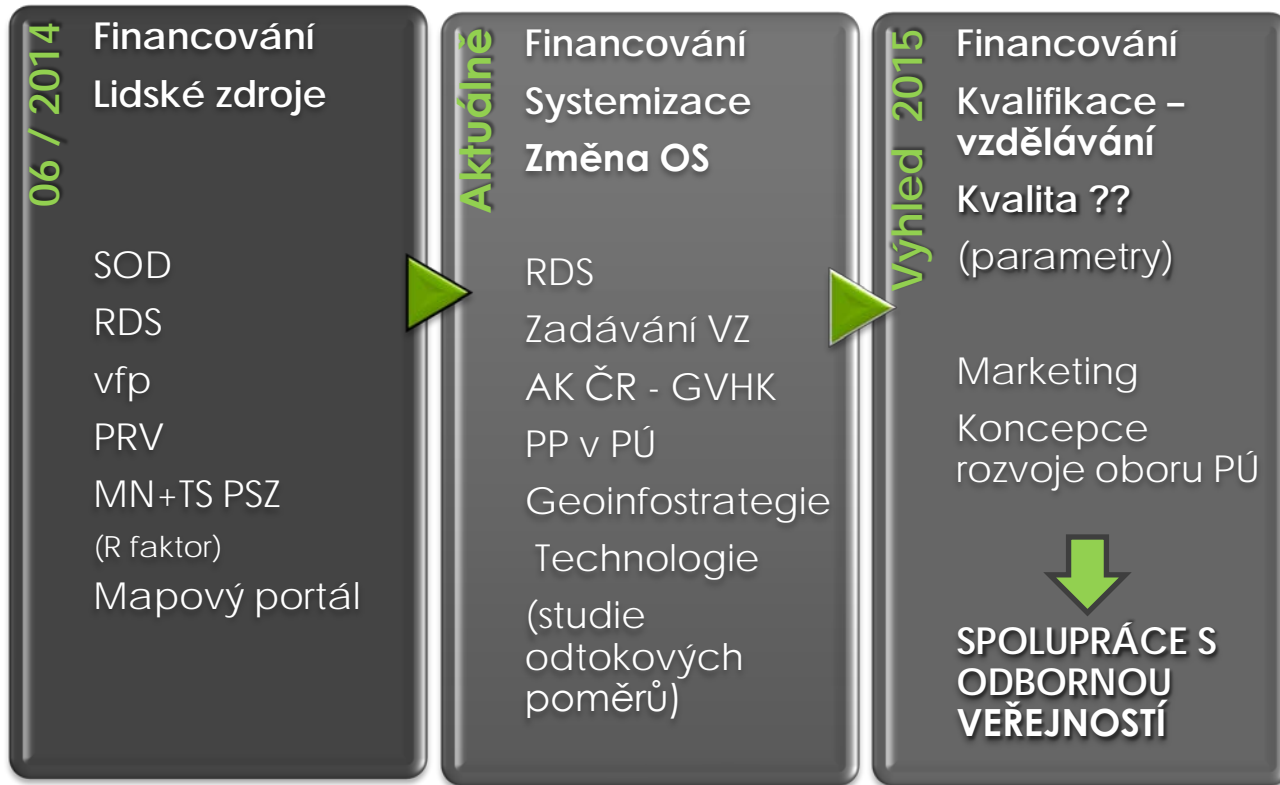 06 / 2014
Financování
Lidské zdroje
SOD
RDS
vfp
PRV
MN+TS PSZ
(R faktor)
Mapový portál
Aktuálně
Financování
Systemizace
Změna OS
RDS
Zadávání VZ
AK ČR - GVHK
PP v PÚ
Geoinfostrategie
Technologie
(studie
odtokových
poměrů)
Výhled 2015
Financování
Kvalifikace –
vzdělávání
Kvalita ??
(parametry)
Marketing
Koncepce
rozvoje oboru PÚ
SPOLUPRÁCE S
ODBORNOU
VEŘEJNOSTÍ